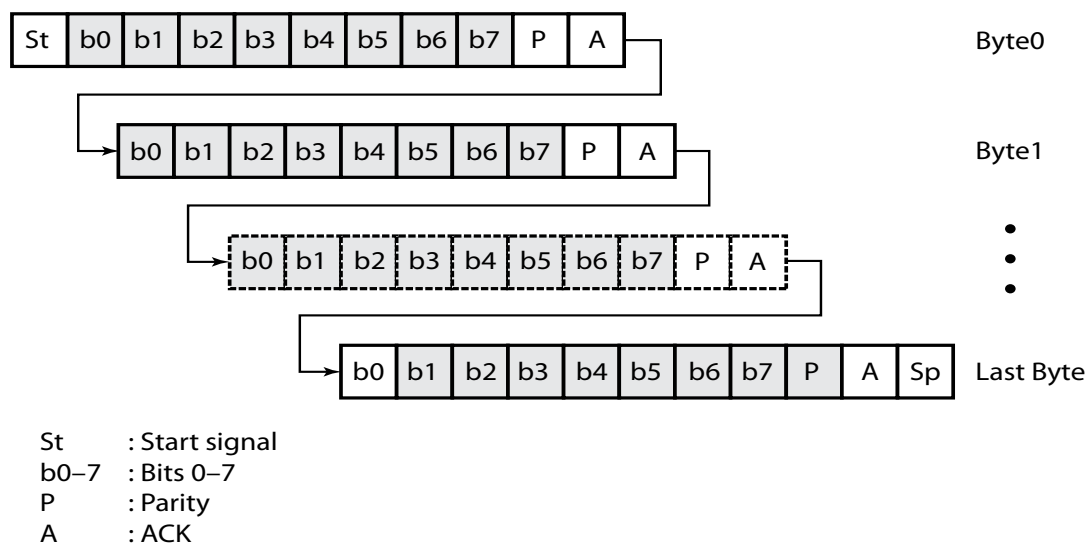 St b0 b1 b2 b3 b4 b5 b6 b7 P A Byte0
b0 b1 b2 b3 b4 b5 b6 b7 P A Byte1
b0 b1 b2 b3 b4 b5 b6 b7 P A
b0 b1 b2 b3 b4 b5 b6 b7 P A Sp Last Byte
St : Start signal
b0–7 : Bits 0–7
P : Parity
A : ACK